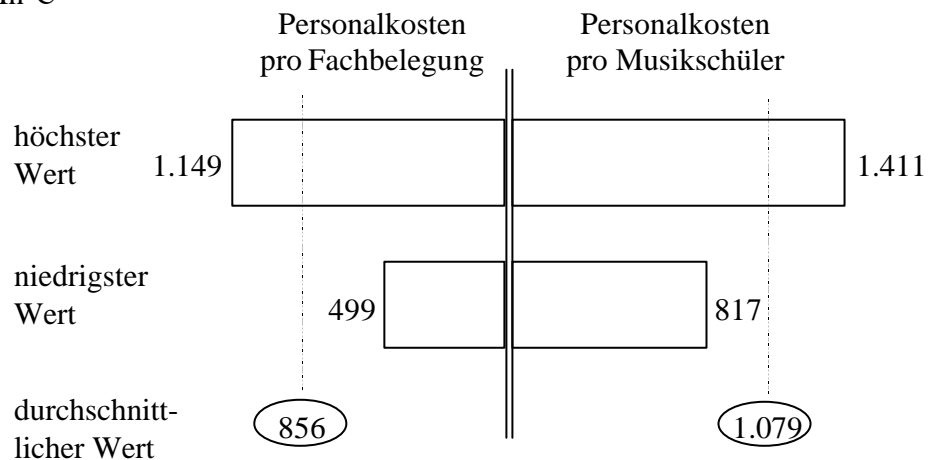 Personalkosten
pro Fachbelegung
Personalkosten
pro Musikschüler
höchster
Wert
1.149
1.411
niedrigster
Wert
499
817
durchschnitt-
licher Wert
856
1.079